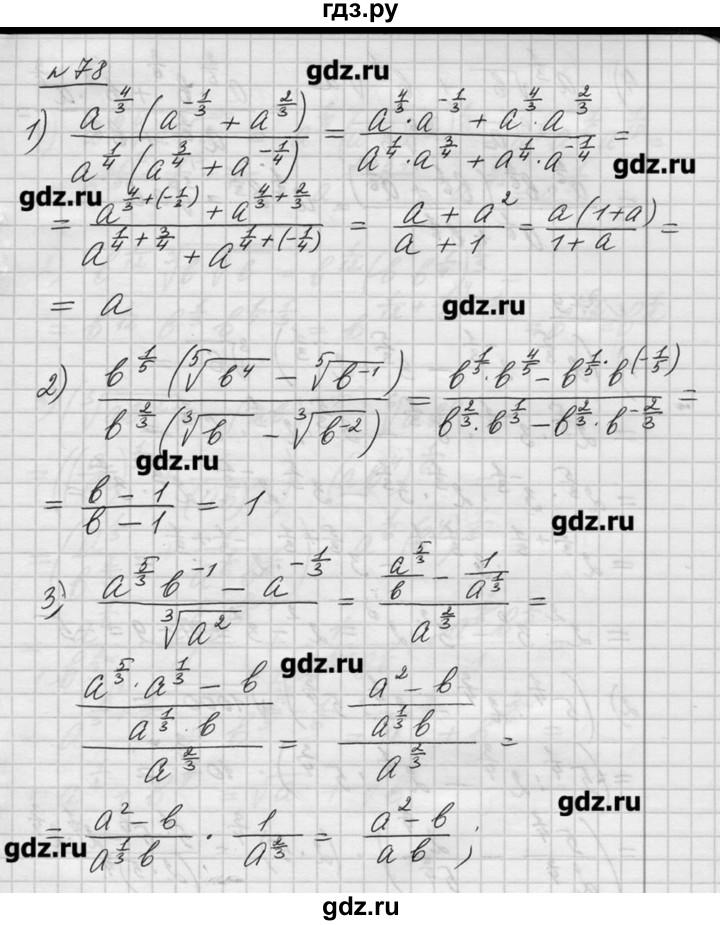 гдз.ру
№78
gdz.ru
1) \frac{a^{\frac{4}{3}}(a^{-\frac{1}{3}} + a^{\frac{2}{3}})}{a^{\frac{1}{4}}(a^{\frac{3}{4}} + a^{-\frac{1}{4}})} = \frac{a^{\frac{4}{3}} \cdot a^{-\frac{1}{3}} + a^{\frac{4}{3}} \cdot a^{\frac{2}{3}}}{a^{\frac{1}{4}} \cdot a^{\frac{3}{4}} + a^{\frac{1}{4}} \cdot a^{-\frac{1}{4}}} =
gdz.ru
gdz.ru
= \frac{a^{\frac{4}{3}+(-\frac{1}{2})} + a^{\frac{4}{3}+\frac{2}{3}}}{a^{\frac{1}{4}+\frac{3}{4}} + a^{\frac{1}{4}+(-\frac{1}{4})}} = \frac{a + a^2}{a + 1} = \frac{a(1+a)}{1+a} =
= a
gdz.ru
2) \frac{в^{\frac{1}{5}}(\sqrt[5]{в^4} - \sqrt[5]{в^{-1}})}{в^{\frac{2}{3}}(\sqrt[3]{в} - \sqrt[3]{в^{-2}})} = \frac{в^{\frac{1}{5}} \cdot в^{\frac{4}{5}} - в^{\frac{1}{5}} \cdot в^{(-\frac{1}{5})}}{в^{\frac{2}{3}} \cdot в^{\frac{1}{3}} - в^{\frac{2}{3}} \cdot в^{-\frac{2}{3}}} =
gdz.ru
= \frac{в - 1}{в - 1} = 1
gdz.ru
3) \frac{a^{\frac{5}{3}} в^{-1} - a^{-\frac{1}{3}}}{\sqrt[3]{a^2}} = \frac{\frac{a^{\frac{5}{3}}}{в} - \frac{1}{a^{\frac{1}{3}}}}{a^{\frac{2}{3}}} =
gdz.ru
\frac{\frac{a^{\frac{5}{3}} \cdot a^{\frac{1}{3}} - в}{a^{\frac{1}{3}} \cdot в}}{a^{\frac{2}{3}}} = \frac{\frac{a^2 - в}{a^{\frac{1}{3}} в}}{a^{\frac{2}{3}}} =
gdz.ru
= \frac{a^2 - в}{a^{\frac{1}{3}} в} \cdot \frac{1}{a^{\frac{2}{3}}} = \frac{a^2 - в}{aв};
gdz.ru
gdz.ru